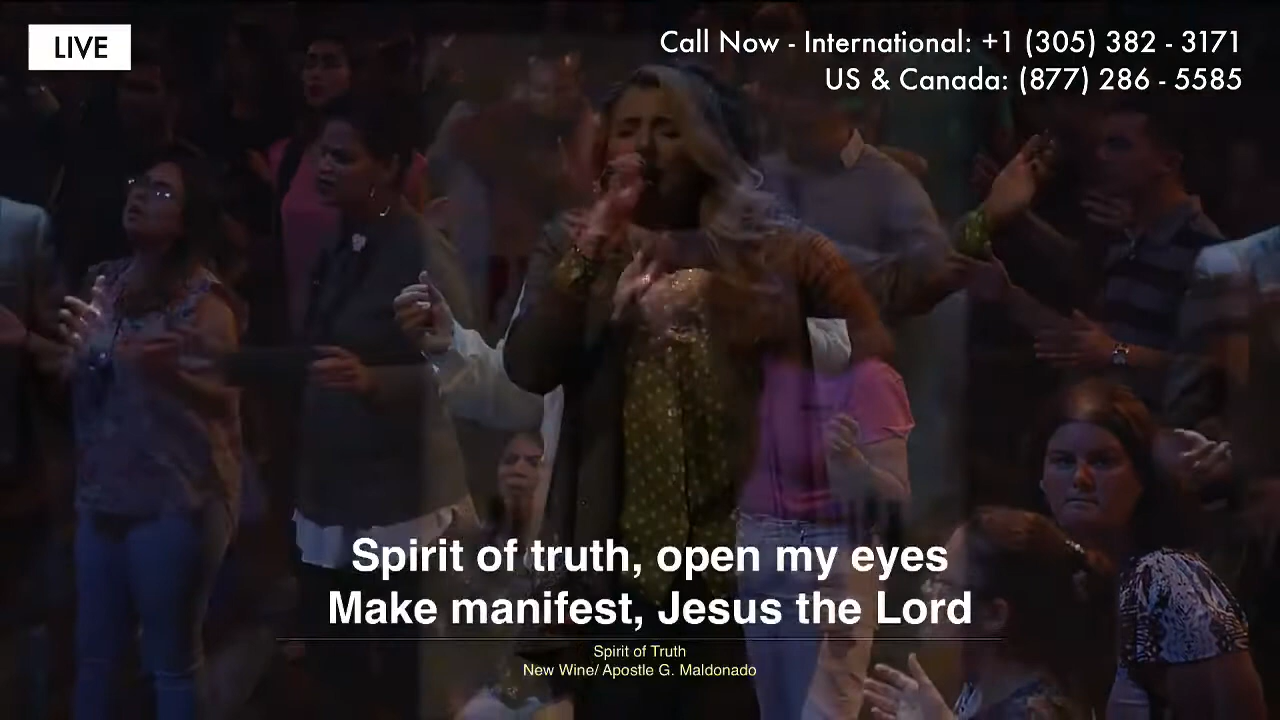 LIVE
Call Now - International: +1 (305) 382 - 3171
US & Canada: (877) 286 - 5585
Spirit of truth, open my eyes
Make manifest, Jesus the Lord
Spirit of Truth
New Wine/ Apostle G. Maldonado